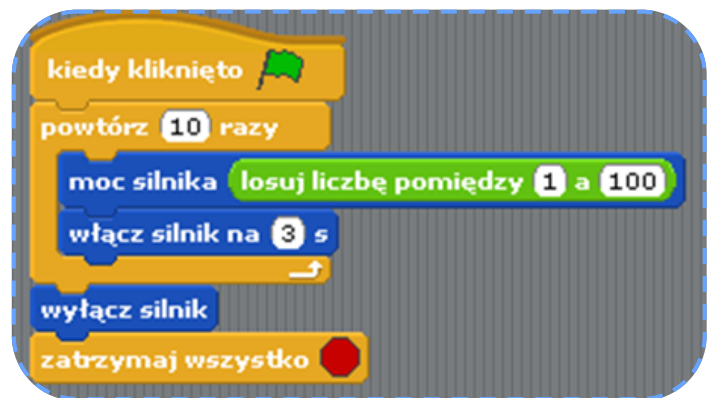 kiedy kliknięto
powtórz 10 razy
moc silnika losuj liczbę pomiędzy 1 a 100
włącz silnik na 3 s
wyłącz silnik
zatrzymaj wszystko